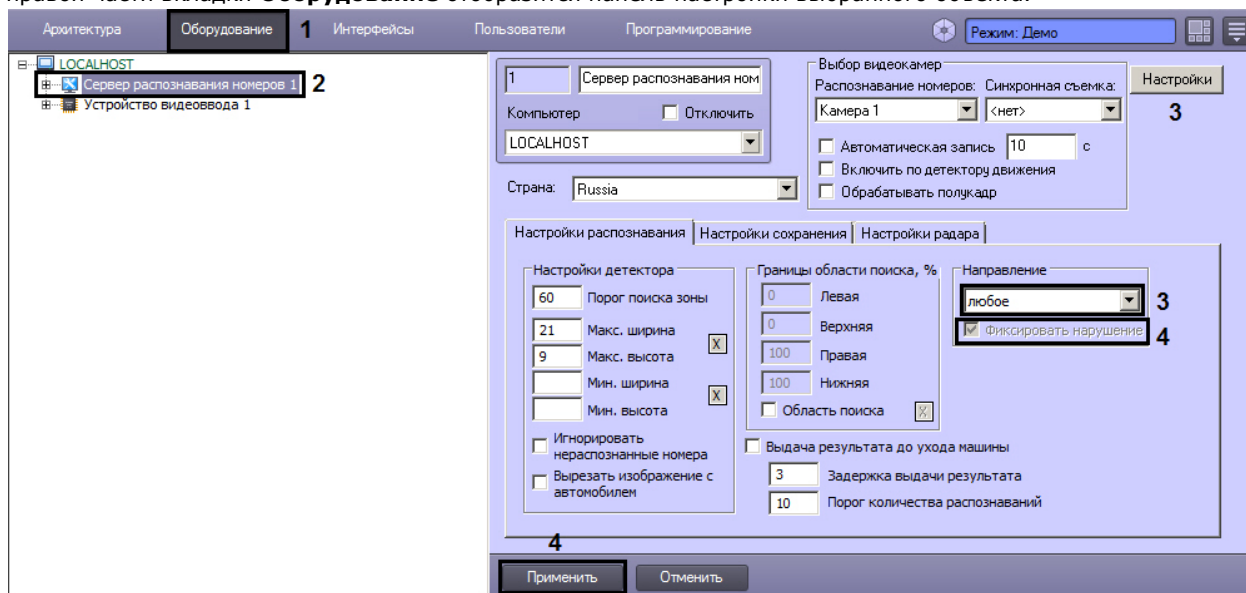 правой части вкладки Оборудование отобразится панель настройки выбранного объекта.
Архитектура Оборудование 1 Интерфейсы Пользователи Программирование Режим: Демо
LOCALHOST
Сервер распознавания номеров 1 2
Устройство видеоввода 1
1 Сервер распознавания ном
Компьютер Отключить
LOCALHOST
Страна: Russia
Выбор видеокамер
Распознавание номеров: Синхронная съемка:
Камера 1 <нет>
Автоматическая запись 10 с
Включить по детектору движения
Обрабатывать полукадр
Настройки
3
Настройки распознавания Настройки сохранения Настройки радара
Настройки детектора
60 Порог поиска зоны
21 Макс. ширина
9 Макс. высота
X
Мин. ширина
Мин. высота
X
Игнорировать
нераспознанные номера
Вырезать изображение с
автомобилем
Границы области поиска, %
0 Левая
0 Верхняя
100 Правая
100 Нижняя
Область поиска X
Направление
любое 3
Фиксировать нарушение 4
Выдача результата до ухода машины
3 Задержка выдачи результата
10 Порог количества распознаваний
4
Применить Отменить